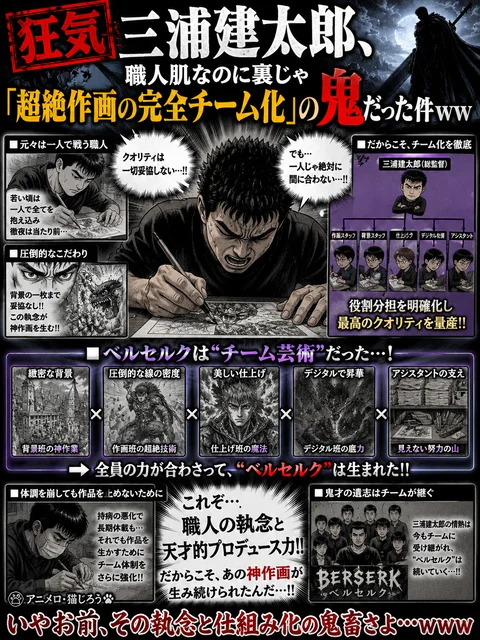 狂気
三浦建太郎、
職人肌なのに裏じゃ
「超絶作画の完全チーム化」の鬼だった件ww
■ 元々は一人で戦う職人
若い頃は
一人で全てを
抱え込み
徹夜は当たり前…
クオリティは
一切妥協しない…!!
でも…
一人じゃ絶対に
間に合わない…!!
■ だからこそ、チーム化を徹底
三浦建太郎(総監督)
作画スタッフ
背景スタッフ
仕上げスタッフ
デジタル処理
アシスタント
役割分担を明確化し
最高のクオリティを量産!!
■ 圧倒的なこだわり
背景の一枚まで
妥協なし!!
この執念が
神作画を生む!!
■ ベルセルクは“チーム芸術”だった…!
緻密な背景
背景班の神作業
×
圧倒的な線の密度
作画班の超絶技術
×
美しい仕上げ
仕上げ班の魔法
×
デジタルで昇華
デジタル班の底力
×
アシスタントの支え
見えない努力の山
➡ 全員の力が合わさって、“ベルセルク”は生まれた!!
■ 体調を崩しても作品を止めないために
持病の悪化で
長期休載も…
それでも作品を
生かすために
チーム体制を
さらに強化!!
アニメロ・猫じろう
これぞ…
職人の執念と
天才的プロデュース力!!
だからこそ、あの神作画が
生み続けられたんだ…!!
■ 鬼才の遺志はチームが継ぐ
三浦建太郎の情熱は
今もチームに
受け継がれ、
“ベルセルク”は
続いていく…!!
BERSERK
ベルセルク
いやお前、その執念と仕組み化の鬼畜さよ…www